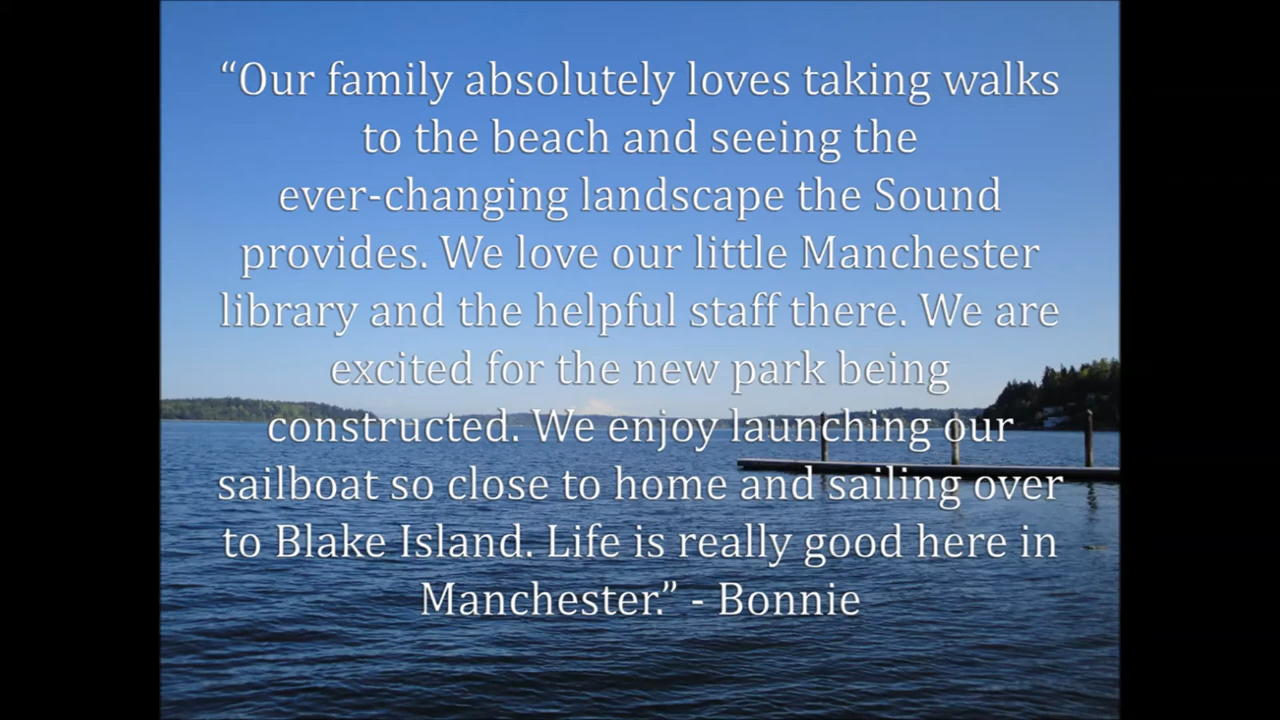 “Our family absolutely loves taking walks
to the beach and seeing the
ever-changing landscape the Sound
provides. We love our little Manchester
library and the helpful staff there. We are
excited for the new park being
constructed. We enjoy launching our
sailboat so close to home and sailing over
to Blake Island. Life is really good here in
Manchester.” - Bonnie